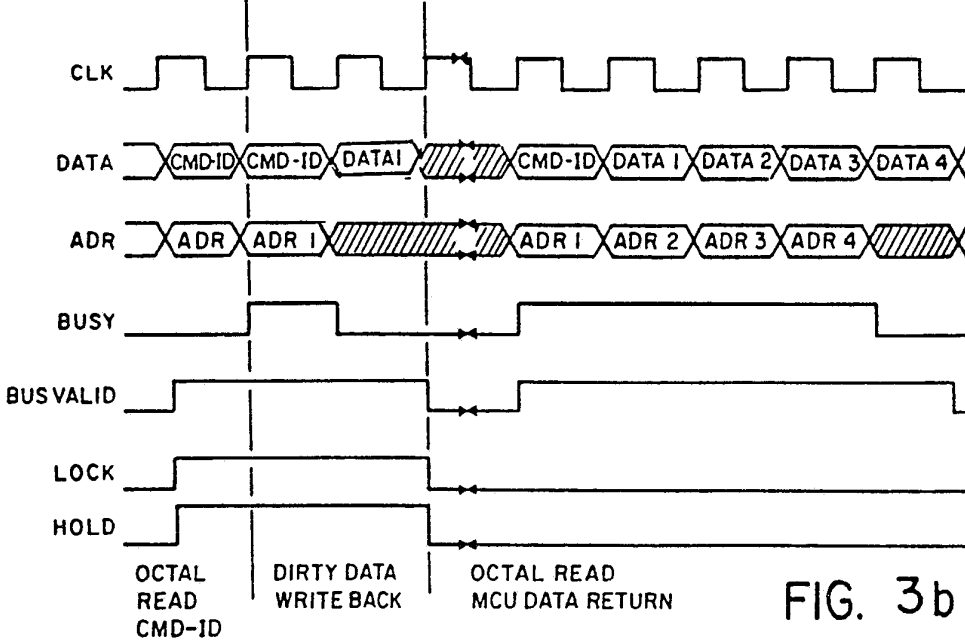 CLK
DATA CMD-ID CMD-ID DATA1 CMD-ID DATA 1 DATA 2 DATA 3 DATA 4
ADR ADR ADR 1 ADR 1 ADR 2 ADR 3 ADR 4
BUSY
BUS VALID
LOCK
HOLD
OCTAL
READ
CMD-ID
DIRTY DATA
WRITE BACK
OCTAL READ
MCU DATA RETURN
FIG. 3b